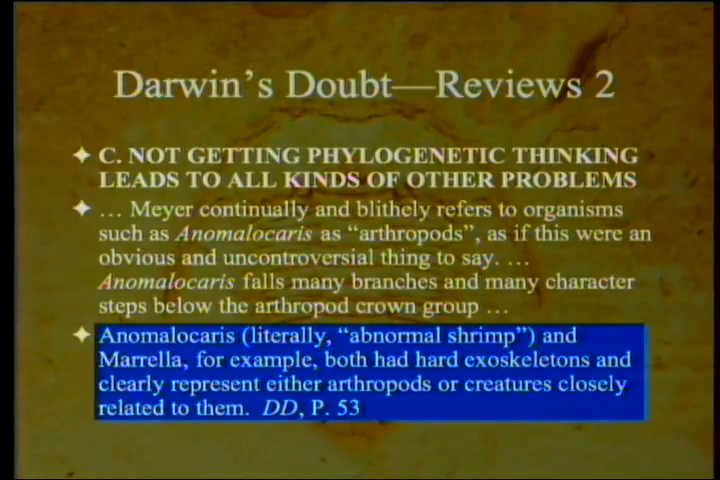 Darwin's Doubt—Reviews 2
✦ C. NOT GETTING PHYLOGENETIC THINKING
LEADS TO ALL KINDS OF OTHER PROBLEMS
✦ … Meyer continually and blithely refers to organisms
such as Anomalocaris as “arthropods”, as if this were an
obvious and uncontroversial thing to say. …
Anomalocaris falls many branches and many character
steps below the arthropod crown group …
✦ Anomalocaris (literally, “abnormal shrimp”) and
Marrella, for example, both had hard exoskeletons and
clearly represent either arthropods or creatures closely
related to them. DD, P. 53